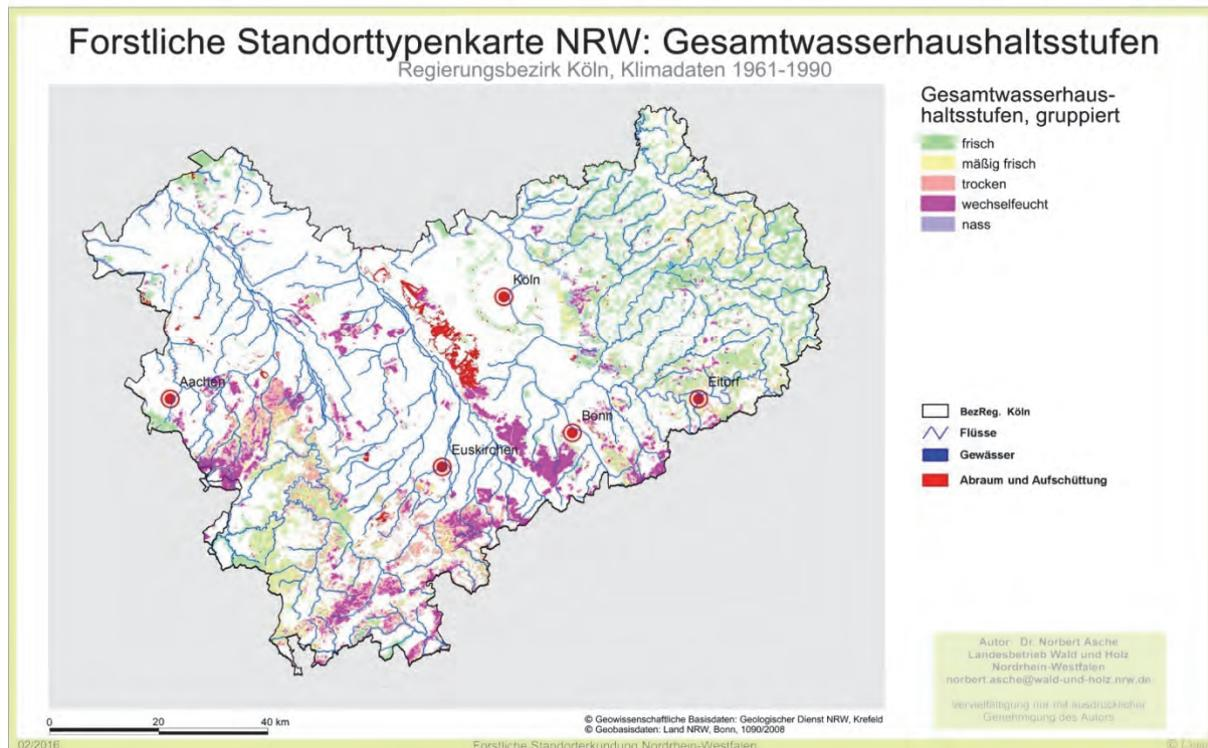 Forstliche Standorttypenkarte NRW: Gesamtwasserhaushaltsstufen
Regierungsbezirk Köln, Klimadaten 1961-1990
Gesamtwasserhaus-
haltsstufen, gruppiert
frisch
mäßig frisch
trocken
wechselfeucht
nass
Köln
Aachen
Eitorf
Bonn
Euskirchen
BezReg. Köln
Flüsse
Gewässer
Abraum und Aufschüttung
Autor: Dr. Norbert Asche
Landesbetrieb Wald und Holz
Nordrhein-Westfalen
norbert.asche@wald-und-holz.nrw.de
Vervielfältigung nur mit ausdrücklicher
Genehmigung des Autors
0 20 40 km
© Geowissenschaftliche Basisdaten: Geologischer Dienst NRW, Krefeld
© Geobasisdaten: Land NRW, Bonn, 1090/2008
02/2016 Forstliche Standorterkundung Nordrhein-Westfalen ©